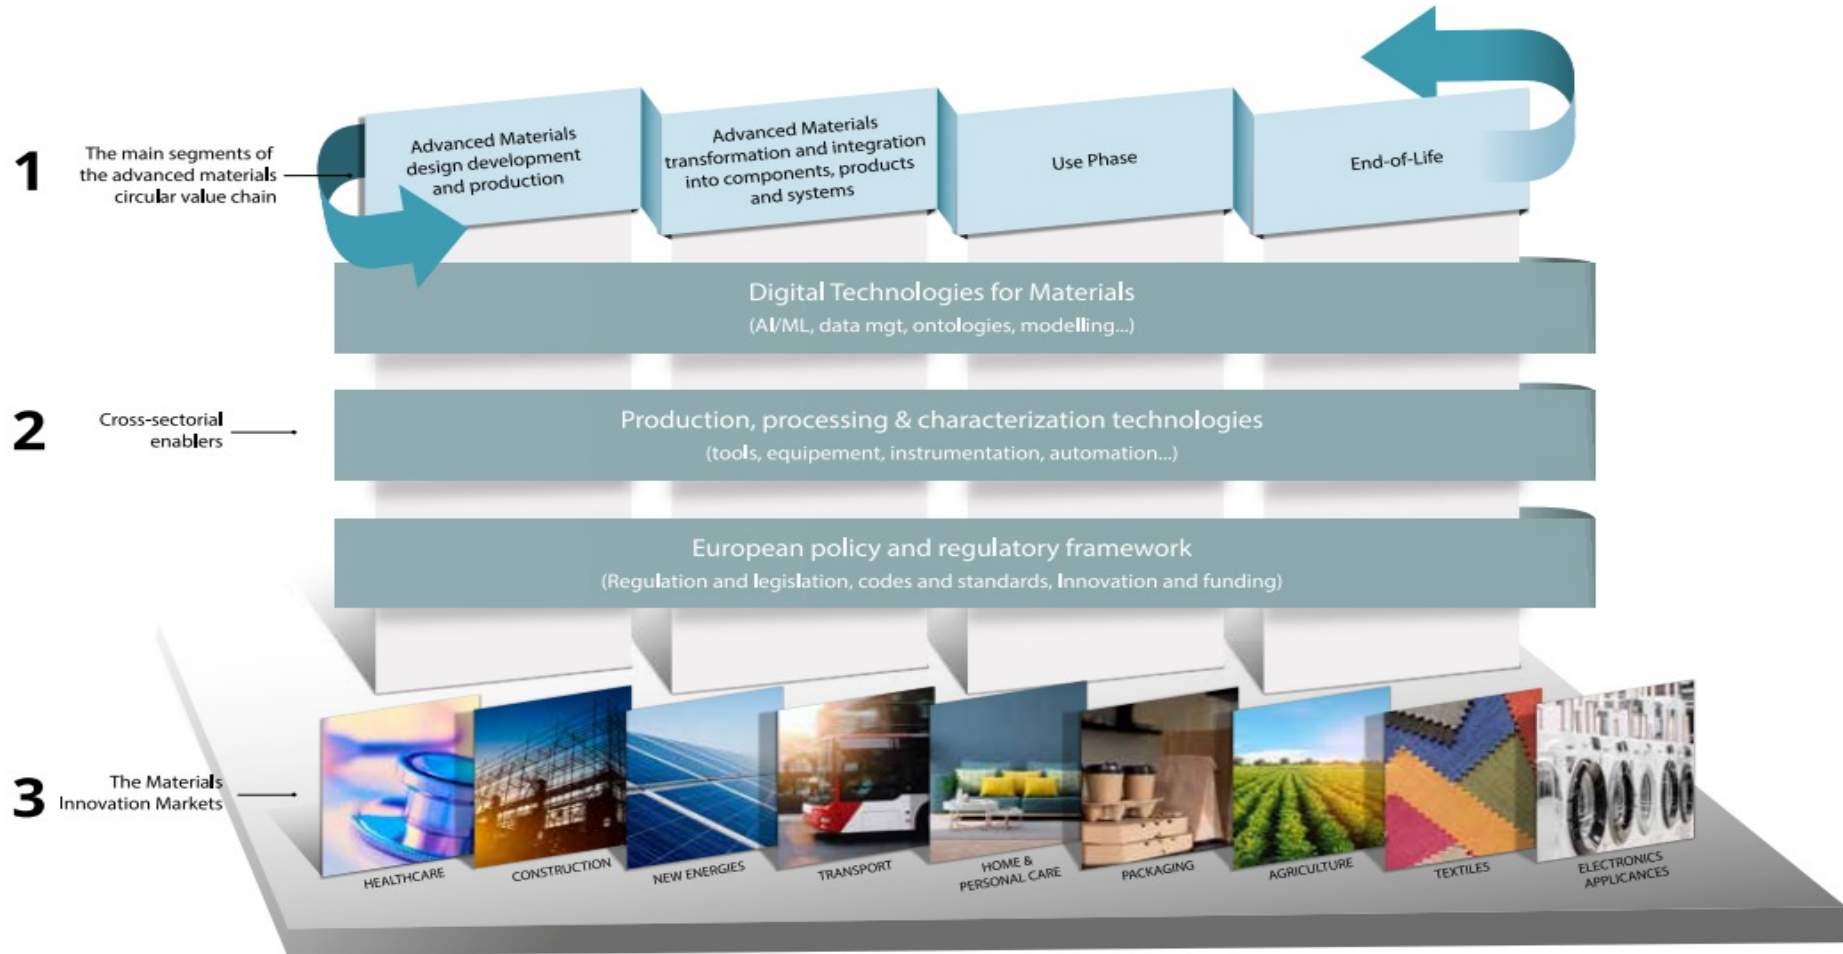 1
The main segments of
the advanced materials
circular value chain
Advanced Materials
design development
and production
Advanced Materials
transformation and integration
into components, products
and systems
Use Phase
End-of-Life
Digital Technologies for Materials
(AI/ML, data mgt, ontologies, modelling...)
2
Cross-sectorial
enablers
Production, processing & characterization technologies
(tools, equipement, instrumentation, automation...)
European policy and regulatory framework
(Regulation and legislation, codes and standards, Innovation and funding)
3
The Materials
Innovation Markets
HEALTHCARE
CONSTRUCTION
NEW ENERGIES
TRANSPORT
HOME &
PERSONAL CARE
PACKAGING
AGRICULTURE
TEXTILES
ELECTRONICS
APPLICANCES